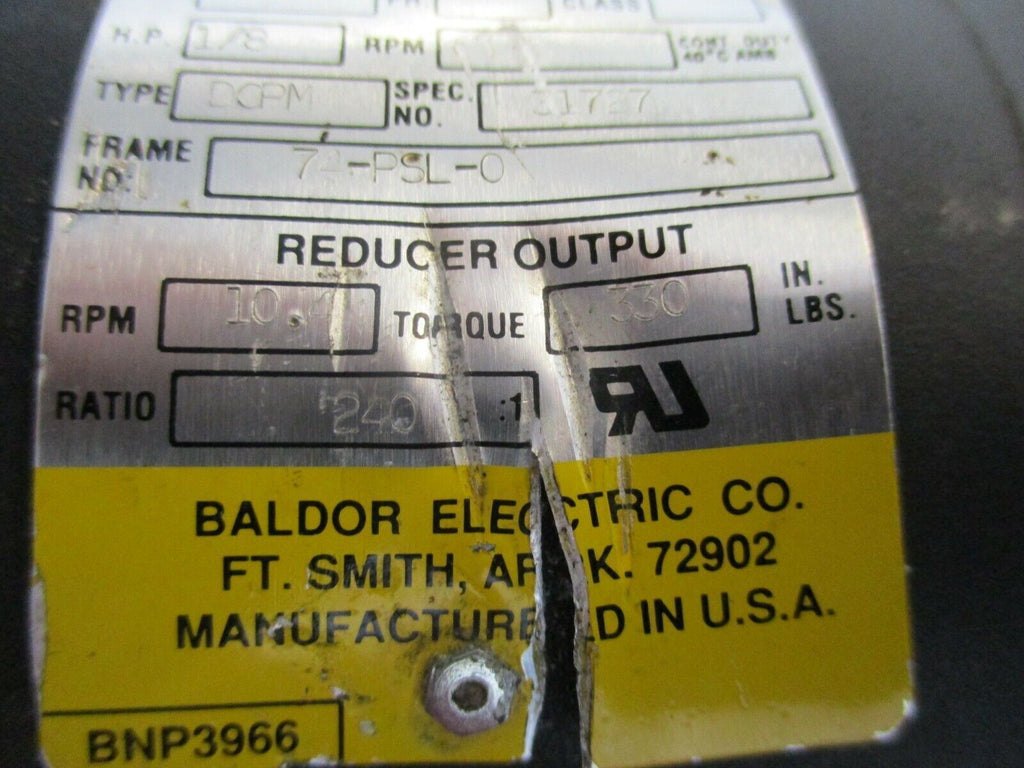 PH CLASS
H.P. 1/8 RPM CONT. DUTY 40°C AMB
TYPE DCPM SPEC. NO. 31727
FRAME NO: 74-PSL-0
REDUCER OUTPUT
RPM 10.4 TORQUE 330 IN. LBS.
RATIO 240 :1
BALDOR ELECTRIC CO.
FT. SMITH, ARK. 72902
MANUFACTURED IN U.S.A.
BNP3966